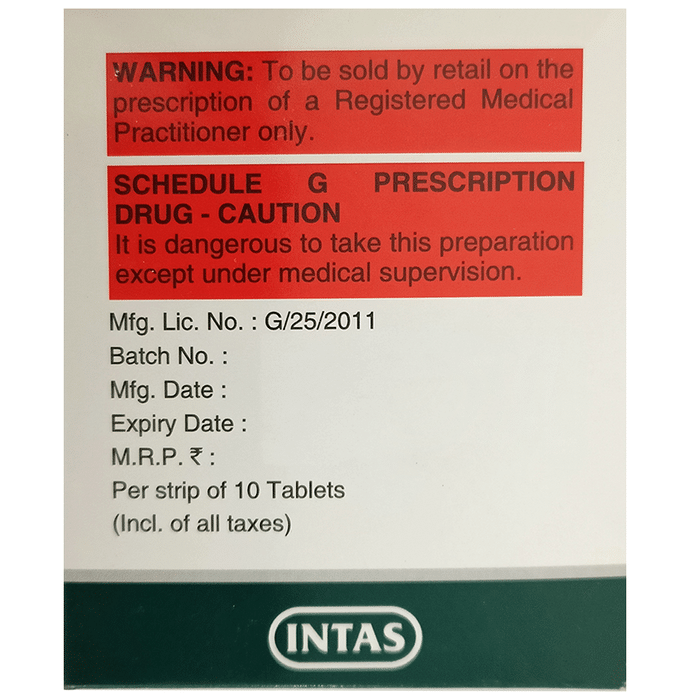 WARNING: To be sold by retail on the
prescription of a Registered Medical
Practitioner only.
SCHEDULE G PRESCRIPTION
DRUG - CAUTION
It is dangerous to take this preparation
except under medical supervision.
Mfg. Lic. No. : G/25/2011
Batch No. :
Mfg. Date :
Expiry Date :
M.R.P. ₹ :
Per strip of 10 Tablets
(Incl. of all taxes)
INTAS